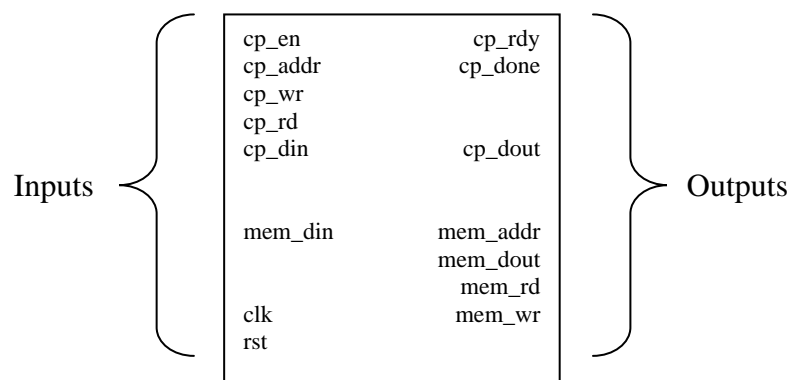 cp_en cp_rdy
cp_addr cp_done
cp_wr
cp_rd
cp_din cp_dout
Inputs Outputs
mem_din mem_addr
mem_dout
mem_rd
clk mem_wr
rst